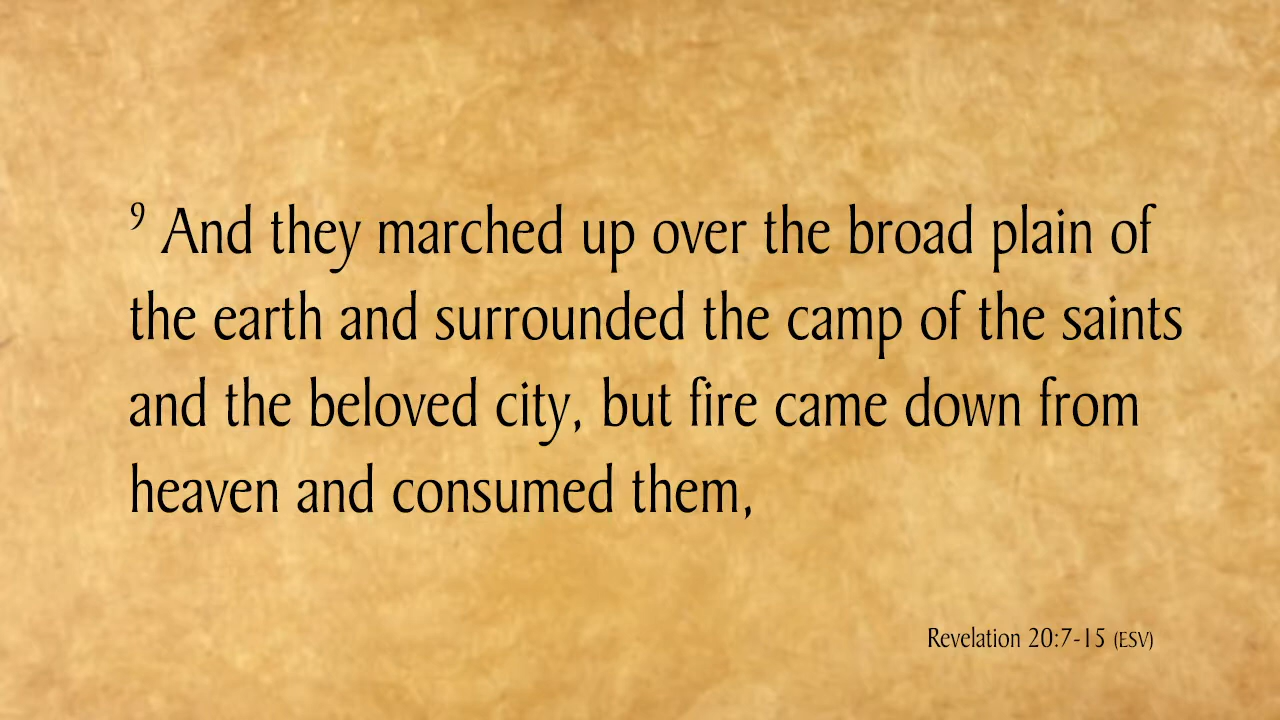 ⁹ And they marched up over the broad plain of
the earth and surrounded the camp of the saints
and the beloved city, but fire came down from
heaven and consumed them,
Revelation 20:7-15 (ESV)